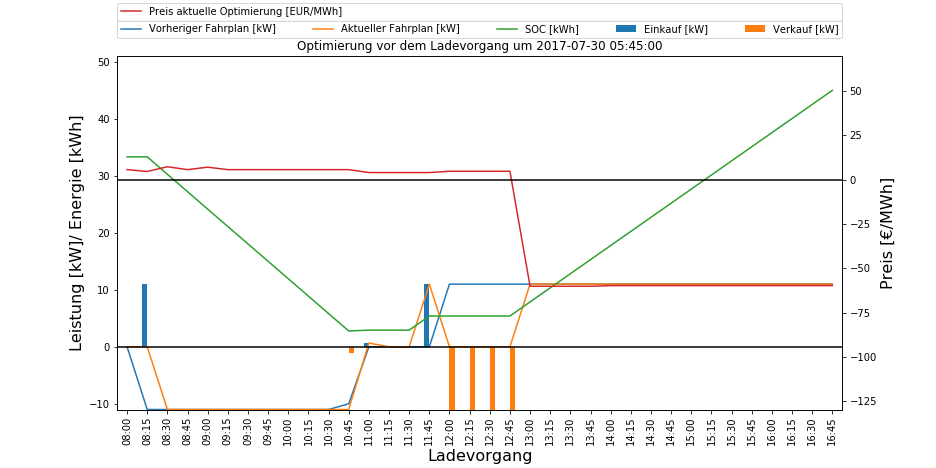 Preis aktuelle Optimierung [EUR/MWh]
Vorheriger Fahrplan [kW] Aktueller Fahrplan [kW] SOC [kWh] Einkauf [kW] Verkauf [kW]
Optimierung vor dem Ladevorgang um 2017-07-30 05:45:00
Leistung [kW]/ Energie [kWh]
50
40
30
20
10
0
−10
50
25
0
−25
−50
−75
−100
−125
Preis [€/MWh]
08:00 08:15 08:30 08:45 09:00 09:15 09:30 09:45 10:00 10:15 10:30 10:45 11:00 11:15 11:30 11:45 12:00 12:15 12:30 12:45 13:00 13:15 13:30 13:45 14:00 14:15 14:30 14:45 15:00 15:15 15:30 15:45 16:00 16:15 16:30 16:45
Ladevorgang